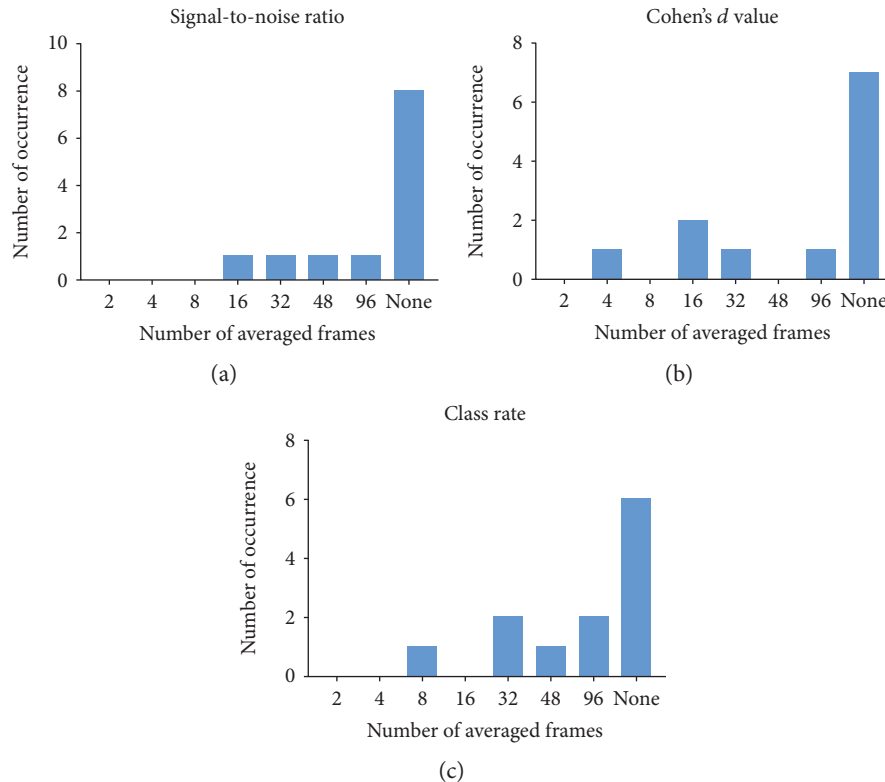 Signal-to-noise ratio
Number of occurrence
10
8
6
4
2
0
2 4 8 16 32 48 96 None
Number of averaged frames
(a)
Cohen's d value
Number of occurrence
8
6
4
2
0
2 4 8 16 32 48 96 None
Number of averaged frames
(b)
Class rate
Number of occurrence
8
6
4
2
0
2 4 8 16 32 48 96 None
Number of averaged frames
(c)